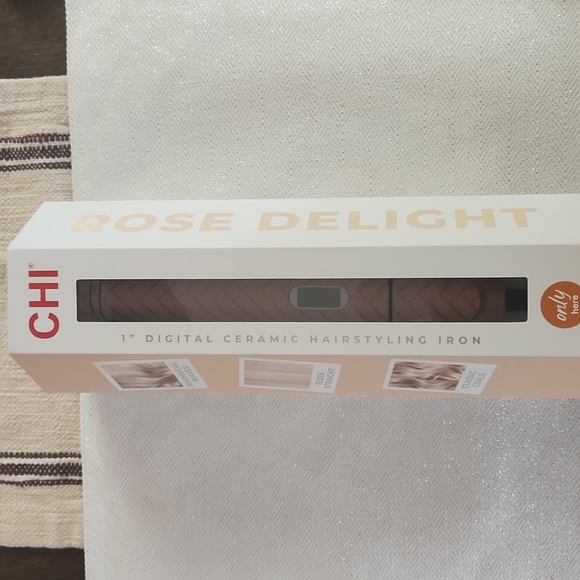 ROSE DELIGHT
CHI®
only
here
1” DIGITAL CERAMIC HAIRSTYLING IRON
SLEEK
STRAIGHT
CLASSIC
CURLS